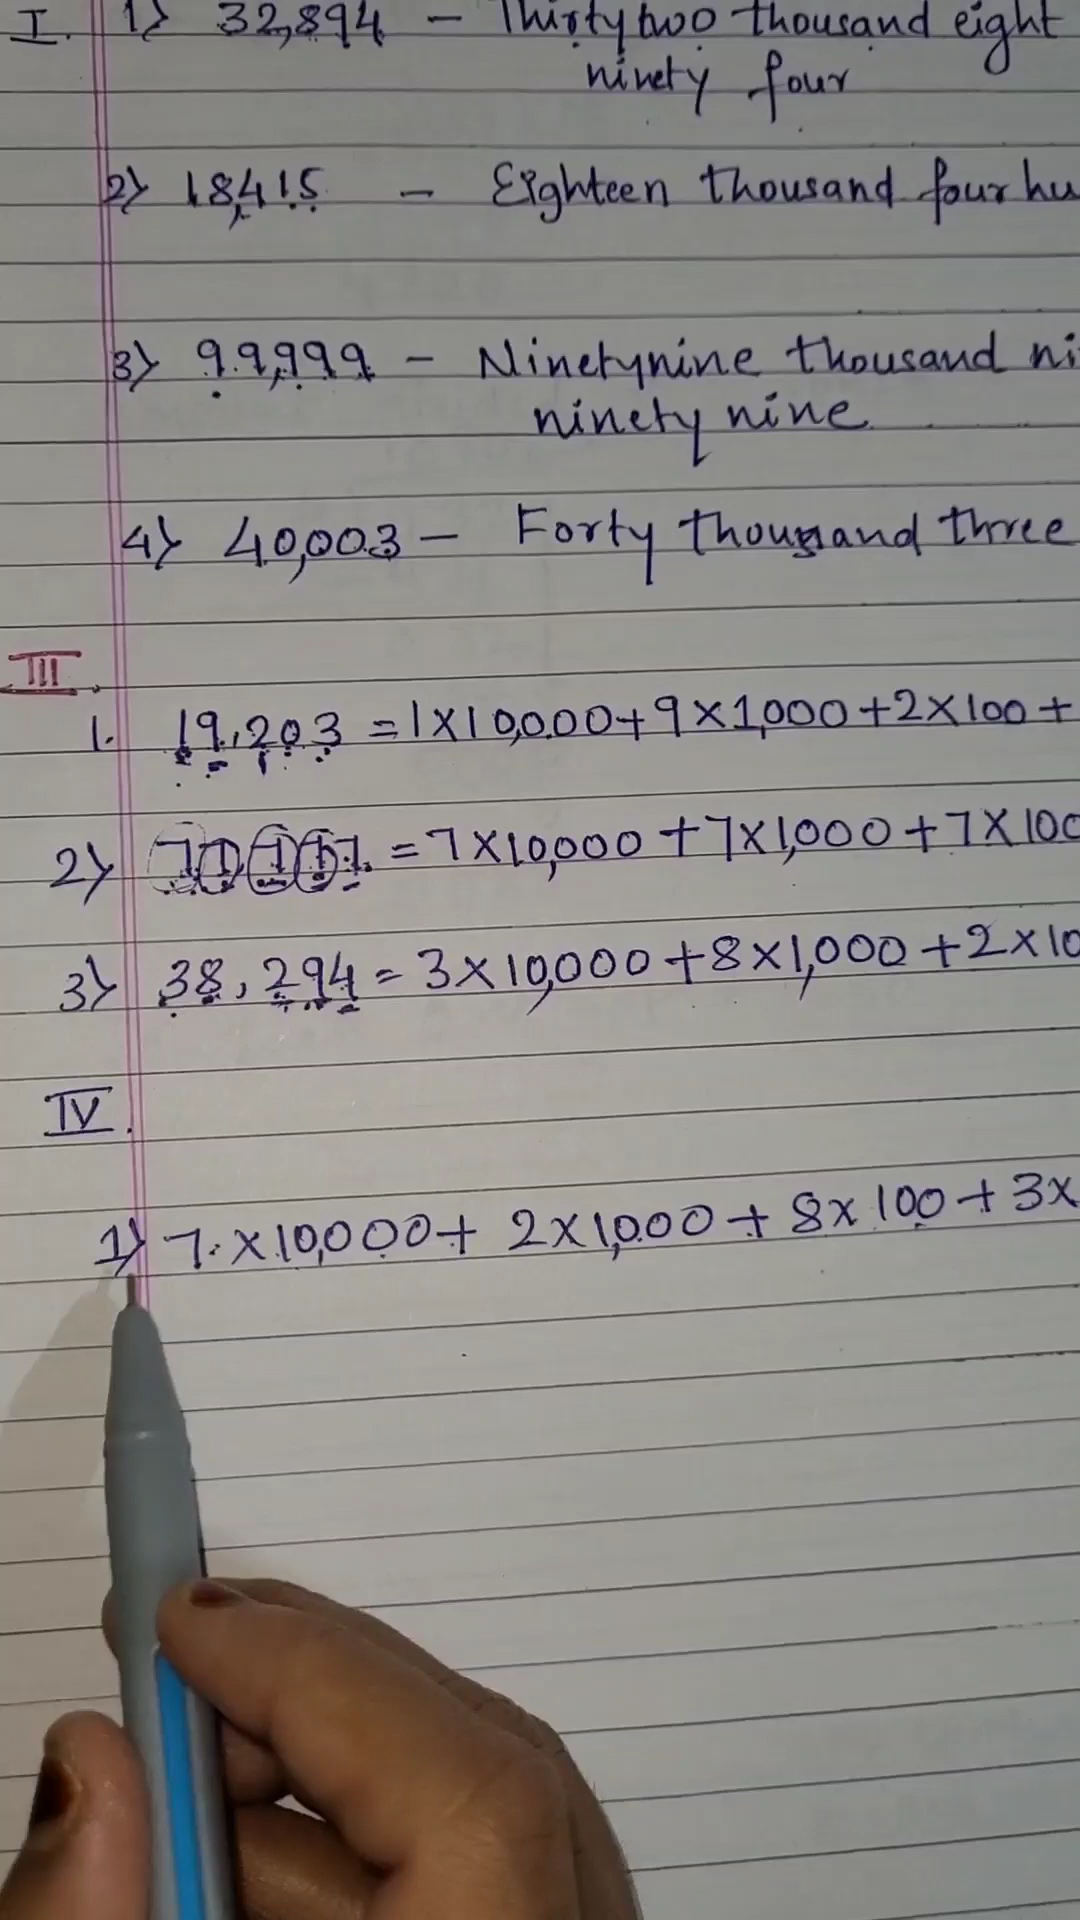 I. 1) 32,894 - Thirtytwo thousand eight
ninety four
2) 18,415 - Eighteen thousand four hu
3) 99,999 - Ninetynine thousand ni
ninety nine
4) 40,003 - Forty thousand three
III.
1. 19,203 = 1×10,000+9×1,000+2×100+
2) 77,777 = 7×10,000+7×1,000+7×100
3) 38,294 = 3×10,000+8×1,000+2×10
IV.
1) 7×10,000+ 2×1,000+8×100+3×